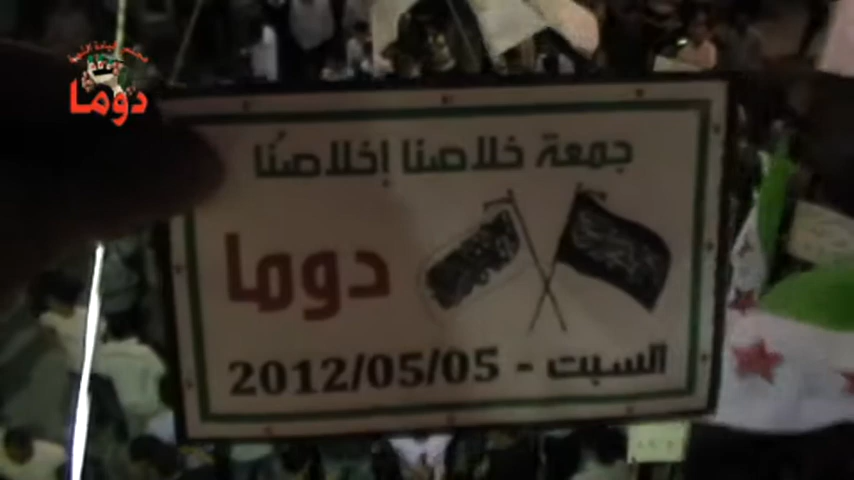 دوما
جمعة خلاصنا إخلاصنا
دوما
السبت - 2012/05/05